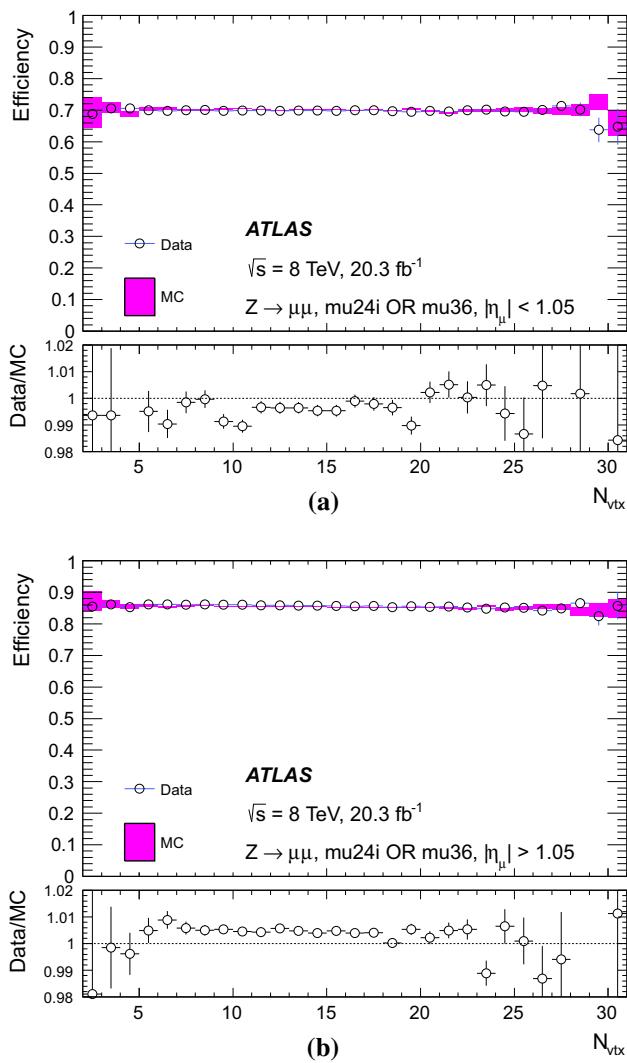 Efficiency
1
0.9
0.8
0.7
0.6
0.5
0.4
0.3
0.2
0.1
0
Data
MC
ATLAS
√s = 8 TeV, 20.3 fb⁻¹
Z → μμ, mu24i OR mu36, |η_μ| < 1.05
Data/MC
1.02
1.01
1
0.99
0.98
5 10 15 20 25 30
N_vtx
(a)
Efficiency
1
0.9
0.8
0.7
0.6
0.5
0.4
0.3
0.2
0.1
0
Data
MC
ATLAS
√s = 8 TeV, 20.3 fb⁻¹
Z → μμ, mu24i OR mu36, |η_μ| > 1.05
Data/MC
1.02
1.01
1
0.99
0.98
5 10 15 20 25 30
N_vtx
(b)